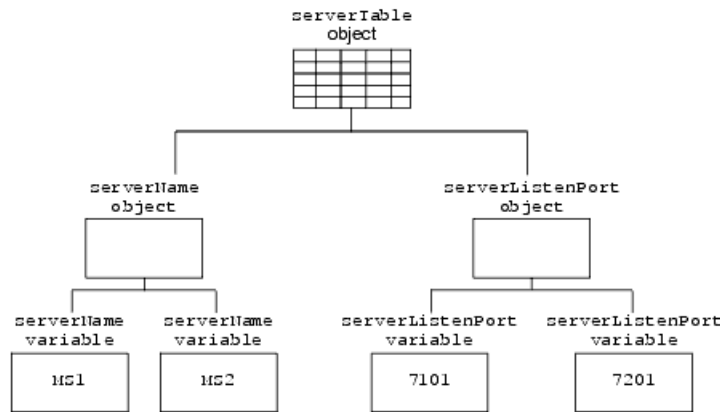 serverTable
object
serverName
object
serverListenPort
object
serverName
variable
serverName
variable
serverListenPort
variable
serverListenPort
variable
MS1
MS2
7101
7201